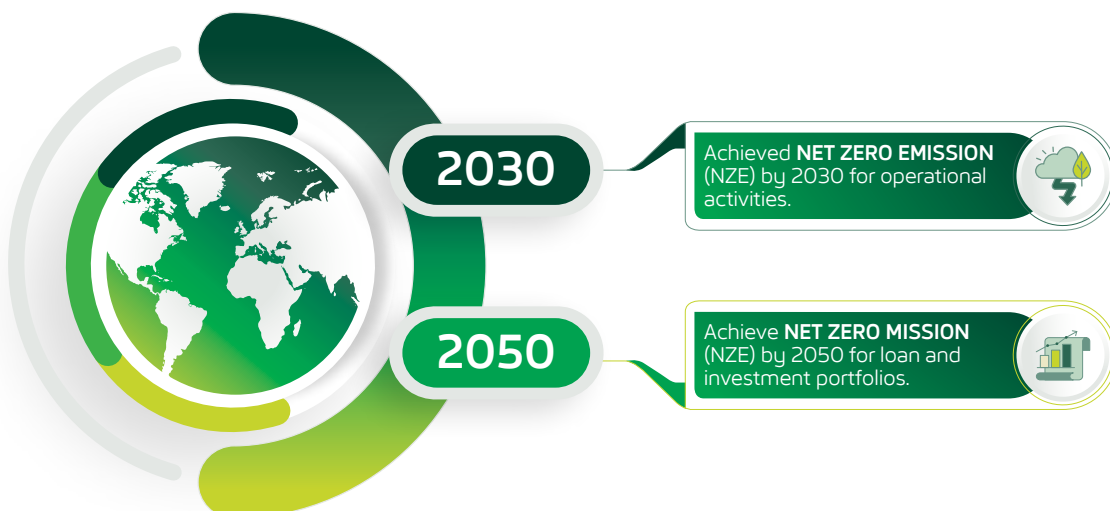 2030
Achieved NET ZERO EMISSION
(NZE) by 2030 for operational
activities.
2050
Achieve NET ZERO MISSION
(NZE) by 2050 for loan and
investment portfolios.